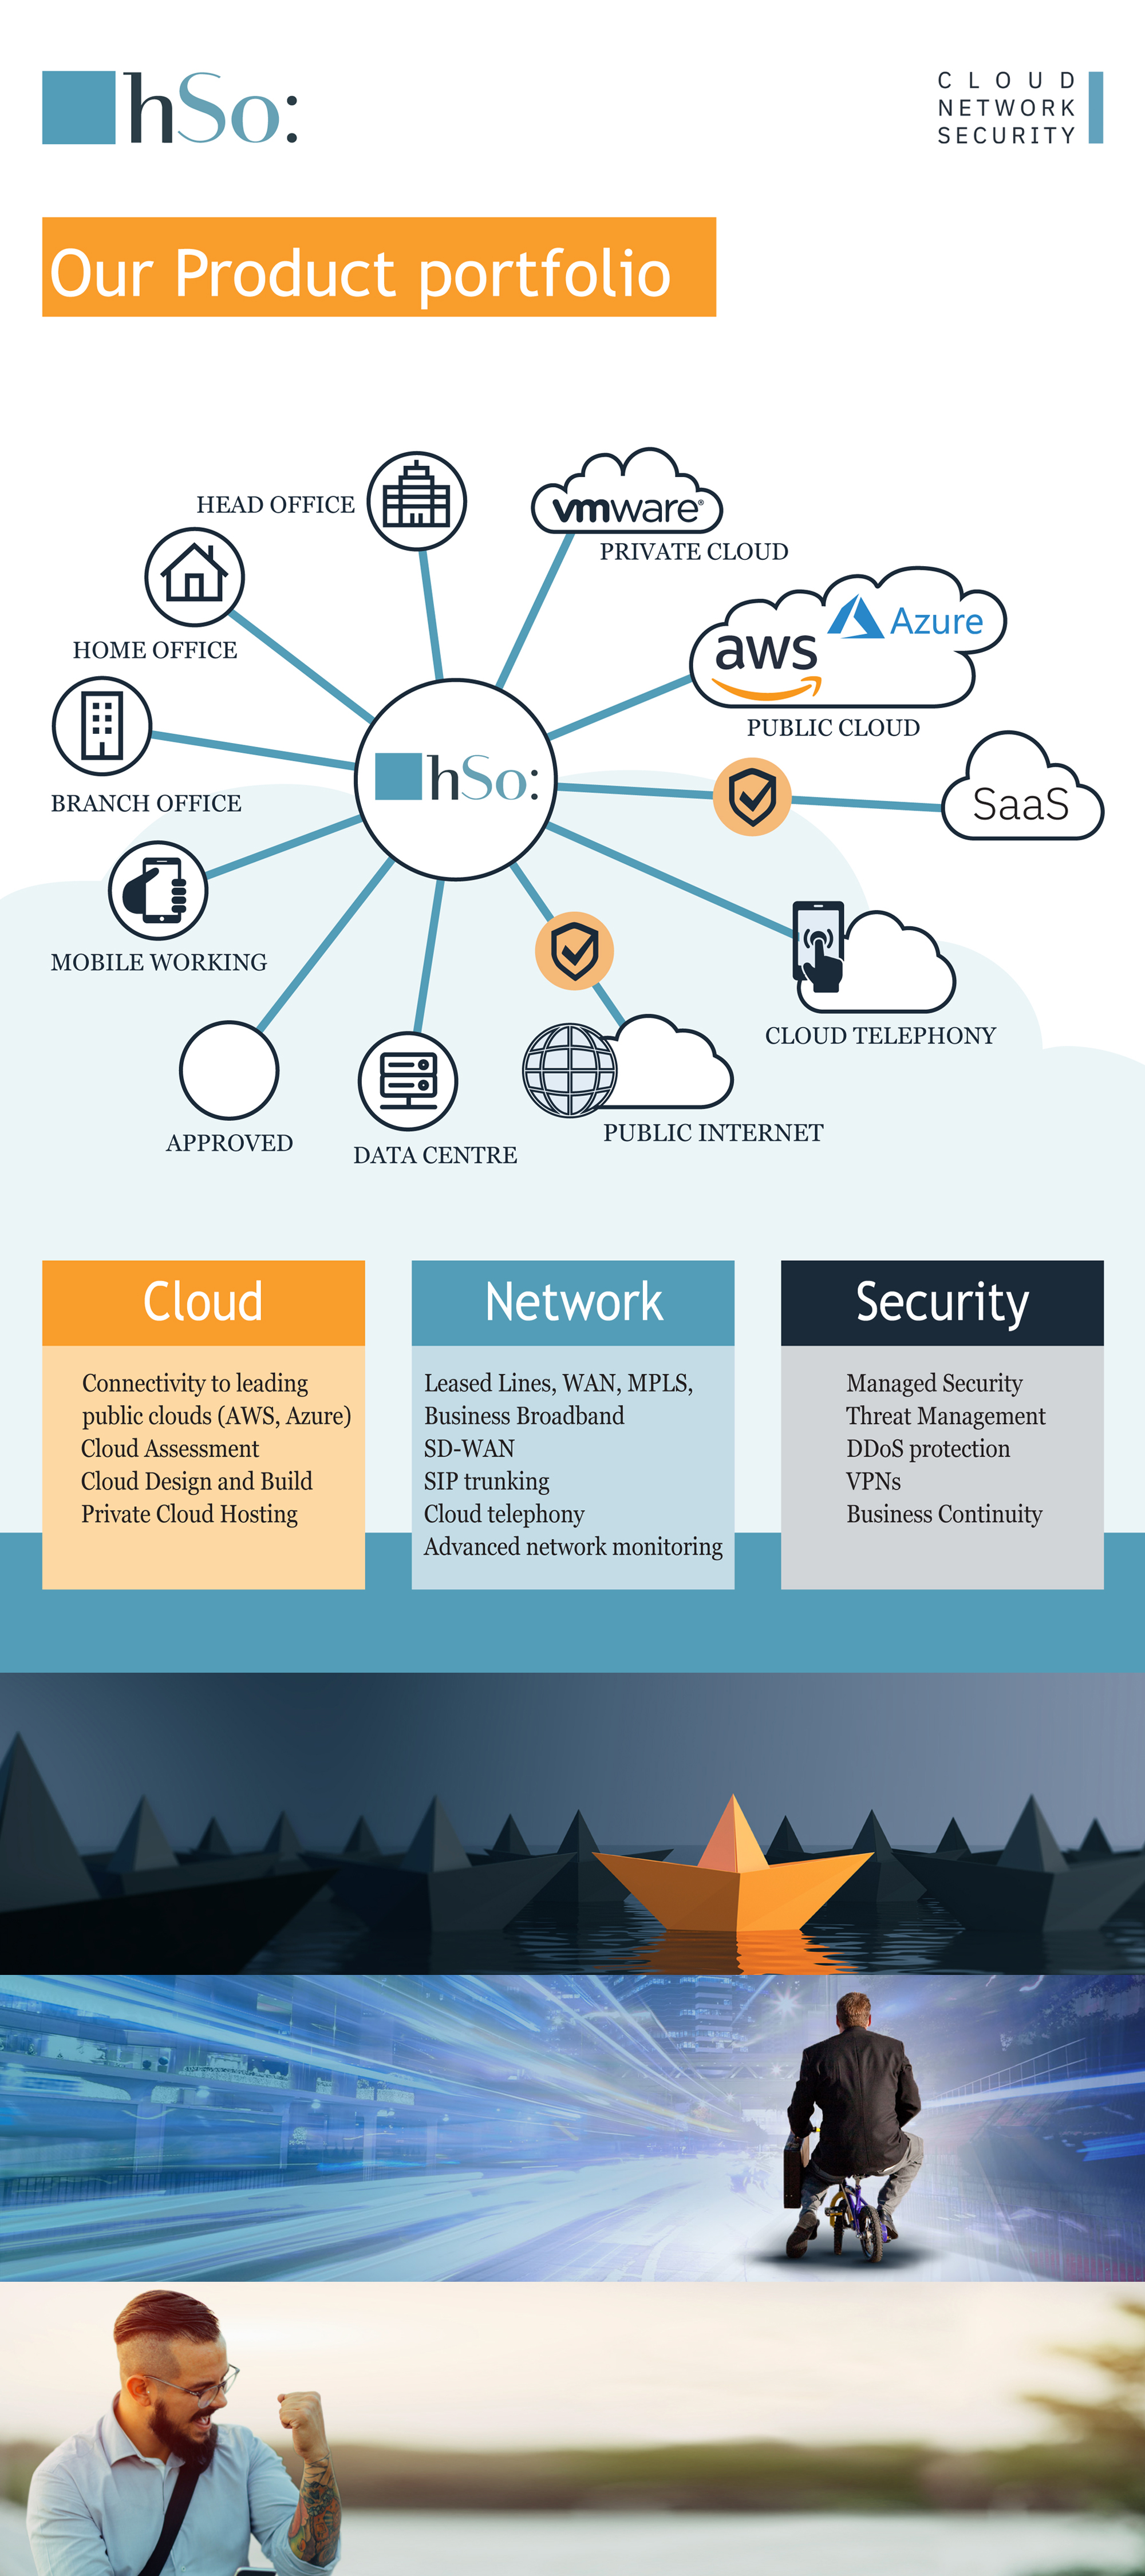 hSo:
CLOUD
NETWORK
SECURITY
Our Product portfolio
HEAD OFFICE
vmware®
PRIVATE CLOUD
HOME OFFICE
Azure
aws
PUBLIC CLOUD
BRANCH OFFICE
hSo:
SaaS
MOBILE WORKING
CLOUD TELEPHONY
APPROVED
DATA CENTRE
PUBLIC INTERNET
Cloud
Connectivity to leading
public clouds (AWS, Azure)
Cloud Assessment
Cloud Design and Build
Private Cloud Hosting
Network
Leased Lines, WAN, MPLS,
Business Broadband
SD-WAN
SIP trunking
Cloud telephony
Advanced network monitoring
Security
Managed Security
Threat Management
DDoS protection
VPNs
Business Continuity